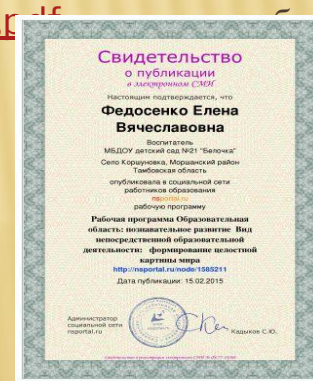 .pdf
Свидетельство
о публикации
в электронном СМИ
Настоящим подтверждается, что
Федосенко Елена
Вячеславовна
Воспитатель
МБДОУ детский сад №21 "Белочка"
Село Коршуновка, Моршанский район
Тамбовская область
опубликовала в социальной сети
работников образования
nsportal.ru
рабочую программу
Рабочая программа Образовательная
область: познавательное развитие Вид
непосредственной образовательной
деятельности: формирование целостной
картины мира
http://nsportal.ru/node/1585211
Дата публикации: 15.02.2015
Администратор
социальной сети
nsportal.ru
Кадыков С.Ю.